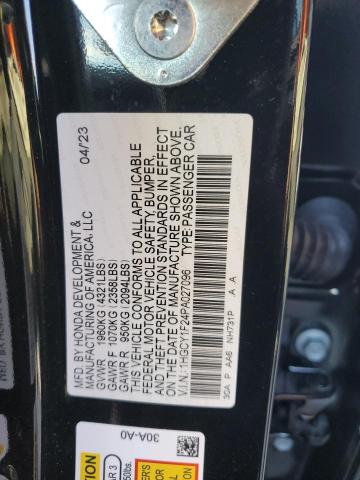 MFD. BY HONDA DEVELOPMENT & 04/23
MANUFACTURING OF AMERICA, LLC
GVWR 1960KG ( 4321LBS)
GAWR F 1070KG ( 2358LBS)
GAWR R 950KG ( 2094LBS)
THIS VEHICLE CONFORMS TO ALL APPLICABLE
FEDERAL MOTOR VEHICLE SAFETY, BUMPER,
AND THEFT PREVENTION STANDARDS IN EFFECT
ON THE DATE OF MANUFACTURE SHOWN ABOVE.
V.I.N.: 1HGCY1F24PA027096 TYPE: PASSENGER CAR
30A P AA6 NH731P A A
30A-A0